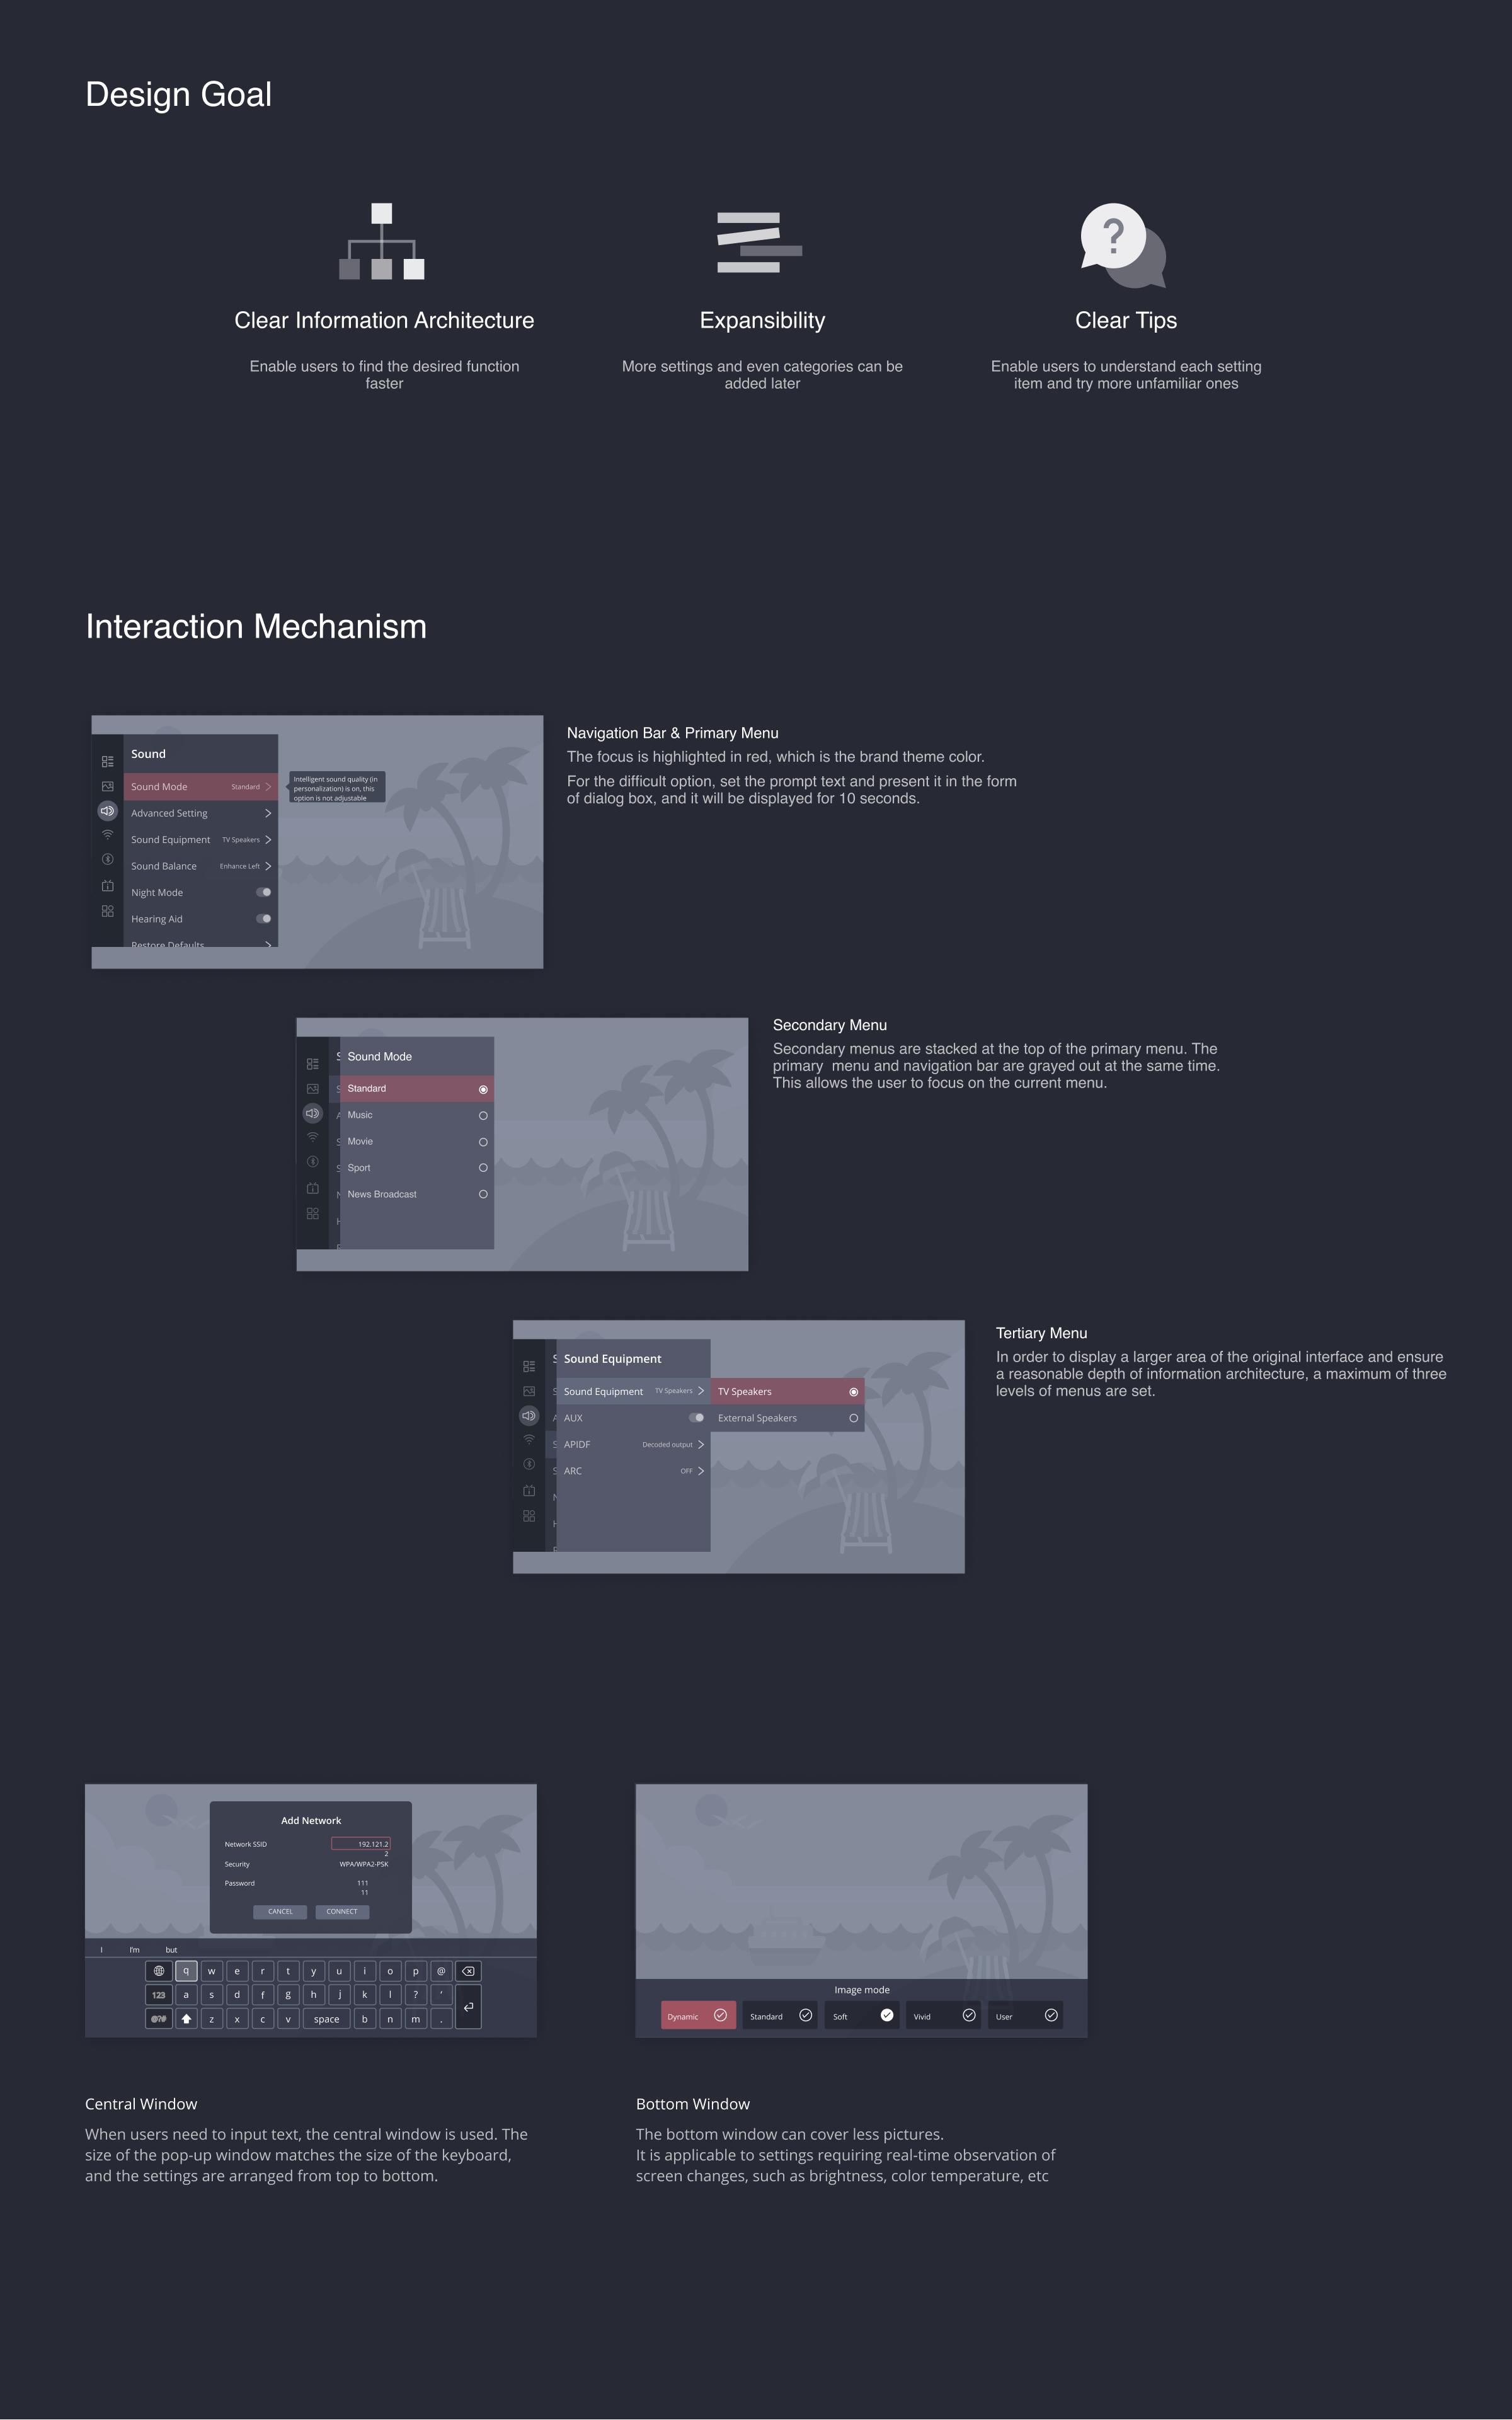 Design Goal
Clear Information Architecture
Enable users to find the desired function
faster
Expansibility
More settings and even categories can be
added later
?
Clear Tips
Enable users to understand each setting
item and try more unfamiliar ones
Interaction Mechanism
Sound
Sound Mode Standard
Advanced Setting
Sound Equipment TV Speakers
Sound Balance Enhance Left
Night Mode
Hearing Aid
Restore Defaults
Intelligent sound quality (in
personalization) is on, this
option is not adjustable
Navigation Bar & Primary Menu
The focus is highlighted in red, which is the brand theme color.
For the difficult option, set the prompt text and present it in the form
of dialog box, and it will be displayed for 10 seconds.
Sound Mode
Standard
Music
Movie
Sport
News Broadcast
Secondary Menu
Secondary menus are stacked at the top of the primary menu. The
primary menu and navigation bar are grayed out at the same time.
This allows the user to focus on the current menu.
Sound Equipment
Sound Equipment TV Speakers
AUX
APIDF Decoded output
ARC OFF
TV Speakers
External Speakers
Tertiary Menu
In order to display a larger area of the original interface and ensure
a reasonable depth of information architecture, a maximum of three
levels of menus are set.
Add Network
Network SSID 192.121.2
2
Security WPA/WPA2-PSK
Password 111
11
CANCEL CONNECT
I I'm but
q w e r t y u i o p @
123 a s d f g h j k l ? '
@?# z x c v space b n m .
Central Window
When users need to input text, the central window is used. The
size of the pop-up window matches the size of the keyboard,
and the settings are arranged from top to bottom.
Image mode
Dynamic Standard Soft Vivid User
Bottom Window
The bottom window can cover less pictures.
It is applicable to settings requiring real-time observation of
screen changes, such as brightness, color temperature, etc